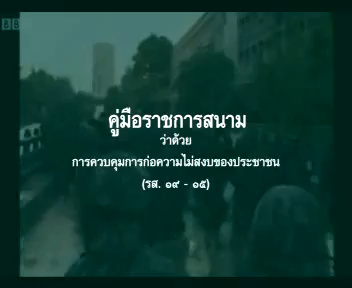 BBC
คู่มือราชการสนาม
ว่าด้วย
การควบคุมการก่อความไม่สงบของประชาชน
(รส. ๑๙ - ๑๕)